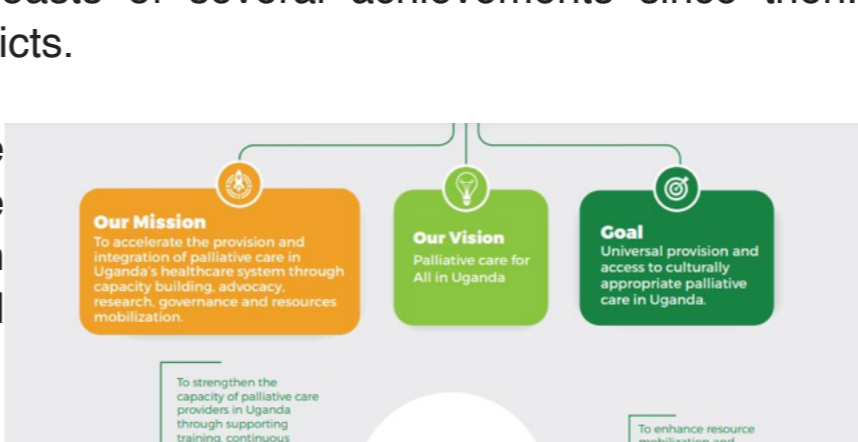 several achievements since
icts.
Our Mission
To accelerate the provision and
integration of palliative care in
Uganda's healthcare system through
capacity building, advocacy,
research, governance and resources
mobilization.
Our Vision
Palliative care for
All in Uganda
Goal
Universal provision and
access to culturally
appropriate palliative
care in Uganda.
To strengthen the
capacity of palliative care
providers in Uganda
through supporting
training, continuous
To enhance resource
mobilization and